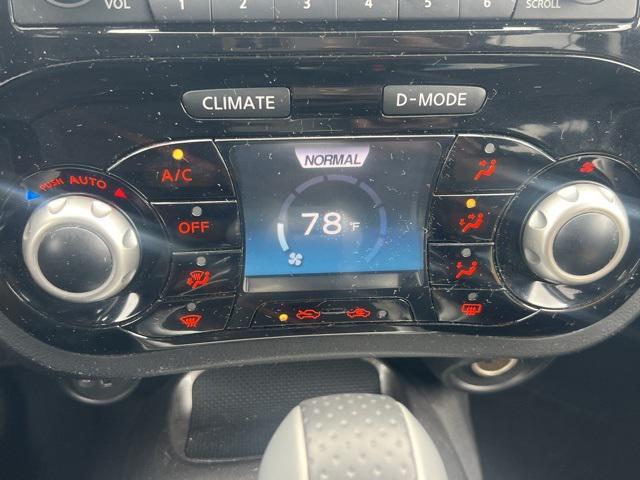 VOL 1 2 3 4 5 6 SCROLL
CLIMATE D-MODE
PUSH AUTO
A/C
NORMAL
OFF
78 °F